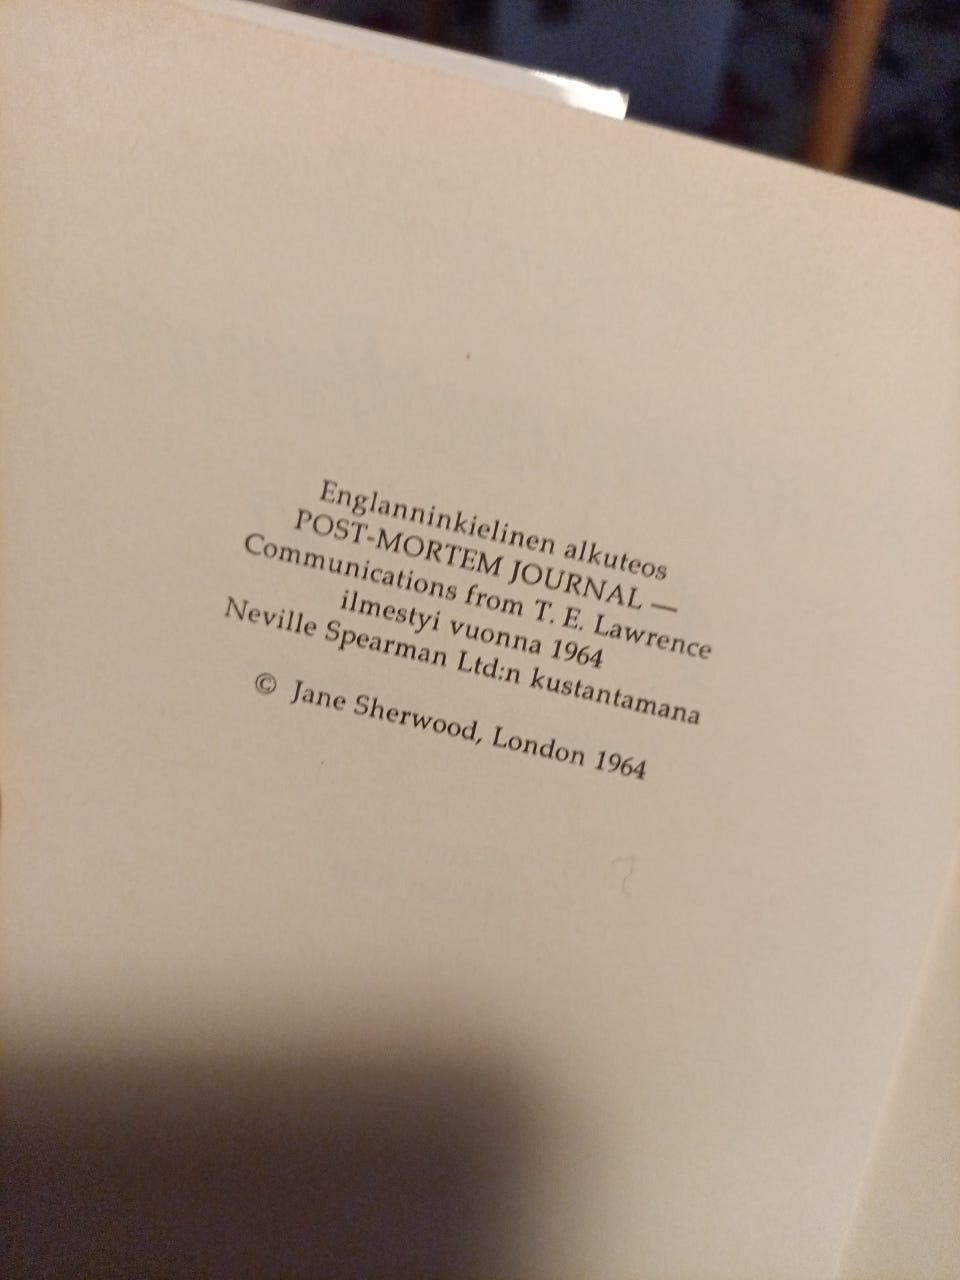 Englanninkielinen alkuteos
POST-MORTEM JOURNAL —
Communications from T. E. Lawrence
ilmestyi vuonna 1964
Neville Spearman Ltd:n kustantamana
© Jane Sherwood, London 1964